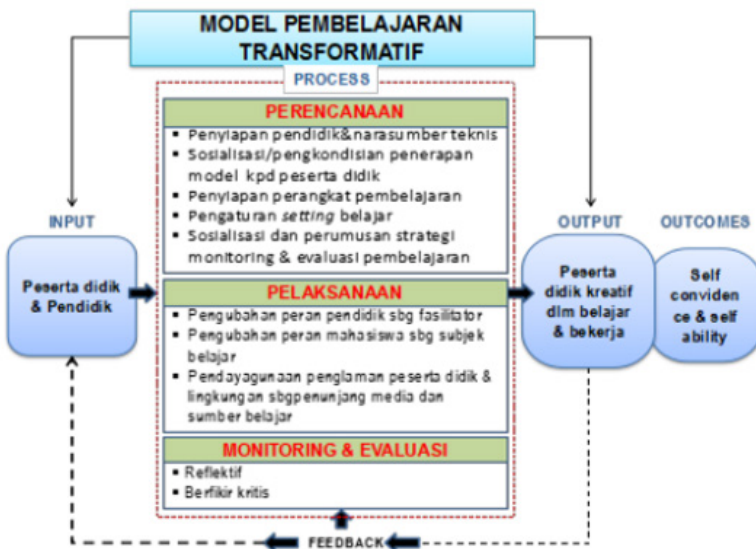 MODEL PEMBELAJARAN
TRANSFORMATIF
PROCESS
PERENCANAAN
▪ Penyiapan pendidik&narasumber teknis
▪ Sosialisasi/pengkondisian penerapan
model kpd peserta didik
▪ Penyiapan perangkat pembelajaran
▪ Pengaturan setting belajar
▪ Sosialisasi dan perumusan strategi
monitoring & evaluasi pembelajaran
INPUT
Peserta didik
& Pendidik
PELAKSANAAN
▪ Pengubahan peran pendidik sbg fasilitator
▪ Pengubahan peran mahasiswa sbg subjek
belajar
▪ Pendayagunaan penglaman peserta didik &
lingkungan sbgpenunjang media dan
sumber belajar
MONITORING & EVALUASI
▪ Reflektif
▪ Berfikir kritis
OUTPUT
Peserta
didik kreatif
dlm belajar
& bekerja
OUTCOMES
Self
conviden
ce & self
ability
FEEDBACK